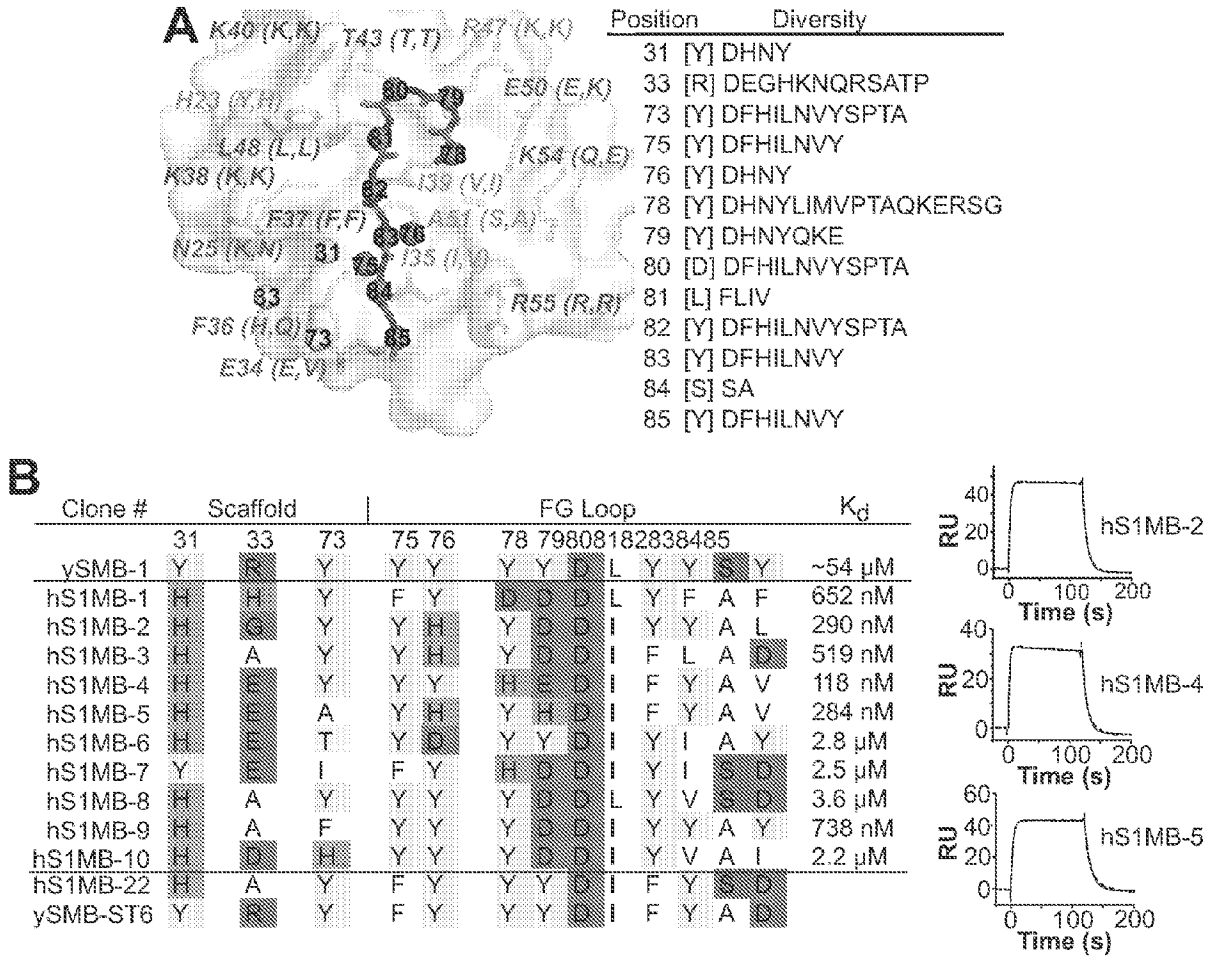 A
K40 (K,K)
T43 (T,T)
R47 (K,K)
E50 (E,K)
H23 (Y,H)
L48 (L,L)
K54 (Q,E)
K38 (K,K)
I39 (V,I)
F37 (F,F)
A51 (S,A)
N25 (K,N)
R55 (R,R)
F36 (H,Q)
E34 (E,V)
80
79
78
82
76
31
75
84
73
85
Position Diversity
31 [Y] DHNY
33 [R] DEGHKNQRSATP
73 [Y] DFHILNVYSPTA
75 [Y] DFHILNVY
76 [Y] DHNY
78 [Y] DHNYLIMVPTAQKERSG
79 [Y] DHNYQKE
80 [D] DFHILNVYSPTA
81 [L] FLIV
82 [Y] DFHILNVYSPTA
83 [Y] DFHILNVY
84 [S] SA
85 [Y] DFHILNVY
B
Clone # Scaffold FG Loop Kd
31 33 73 75 76 78 79808182838485
ySMB-1 Y R Y Y Y Y Y D L Y Y S Y ~54 µM
hS1MB-1 H H Y F Y D D D L Y F A F 652 nM
hS1MB-2 H G Y Y H Y D D I Y Y A L 290 nM
hS1MB-3 H A Y Y H Y D D I F L A D 519 nM
hS1MB-4 H E Y Y Y H E D I F Y A V 118 nM
hS1MB-5 H E A Y H Y H D I F Y A V 284 nM
hS1MB-6 H E T Y D Y Y D I Y I A Y 2.8 µM
hS1MB-7 Y E I F Y H D D I Y I S D 2.5 µM
hS1MB-8 H A Y Y Y Y D D L Y V S D 3.6 µM
hS1MB-9 H A F Y Y Y D D I Y Y A Y 738 nM
hS1MB-10 H D H Y Y Y D D I Y V A I 2.2 µM
hS1MB-22 H A Y F Y Y Y D I F Y S D
ySMB-ST6 Y R Y F Y Y Y D I F Y A D
40
20
0
RU
0 100 200
Time (s)
hS1MB-2
40
20
0
RU
0 100 200
Time (s)
hS1MB-4
60
40
20
0
RU
0 100 200
Time (s)
hS1MB-5